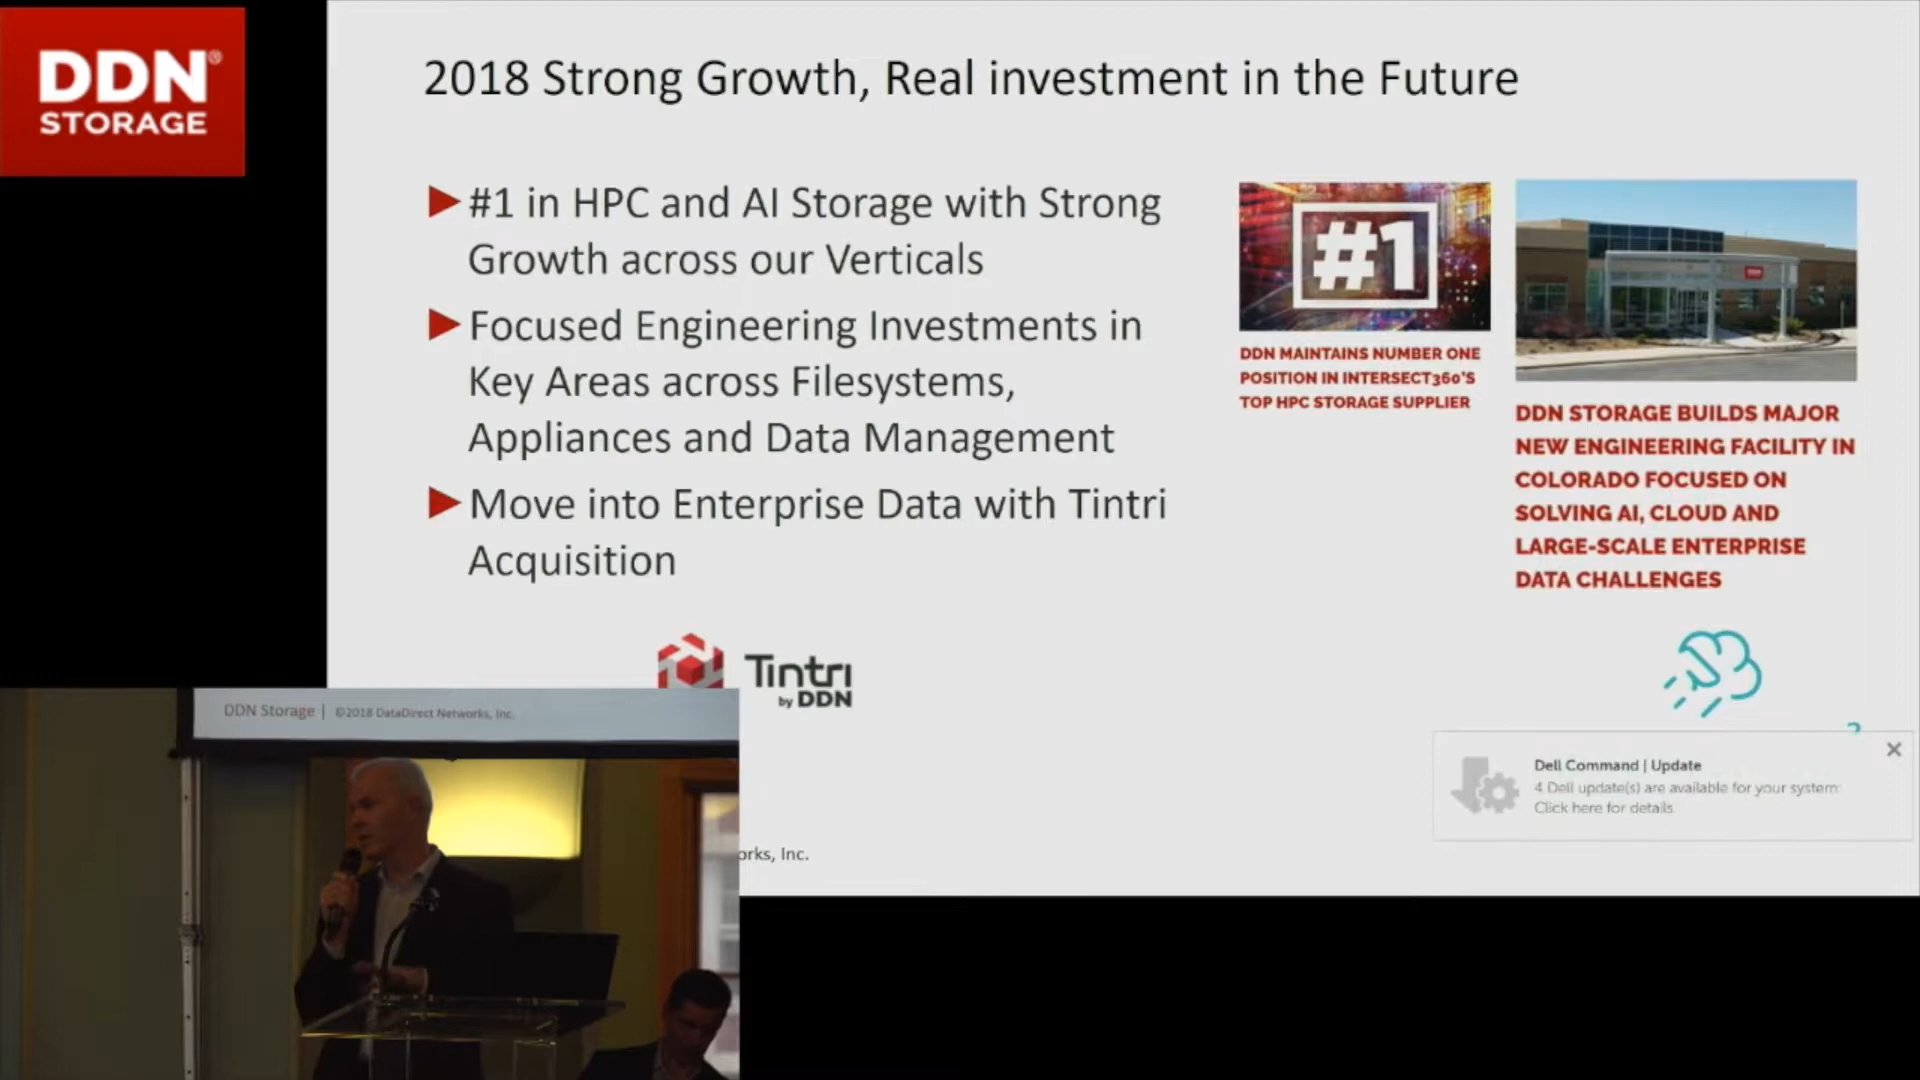 DDN®
STORAGE
2018 Strong Growth, Real investment in the Future
#1 in HPC and AI Storage with Strong
Growth across our Verticals
Focused Engineering Investments in
Key Areas across Filesystems,
Appliances and Data Management
Move into Enterprise Data with Tintri
Acquisition
#1
DDN MAINTAINS NUMBER ONE
POSITION IN INTERSECT360'S
TOP HPC STORAGE SUPPLIER
DDN STORAGE BUILDS MAJOR
NEW ENGINEERING FACILITY IN
COLORADO FOCUSED ON
SOLVING AI, CLOUD AND
LARGE-SCALE ENTERPRISE
DATA CHALLENGES
Tintri
by DDN
DDN Storage | ©2018 DataDirect Networks, Inc.
Dell Command | Update
4 Dell update(s) are available for your system.
Click here for details.
orks, Inc.